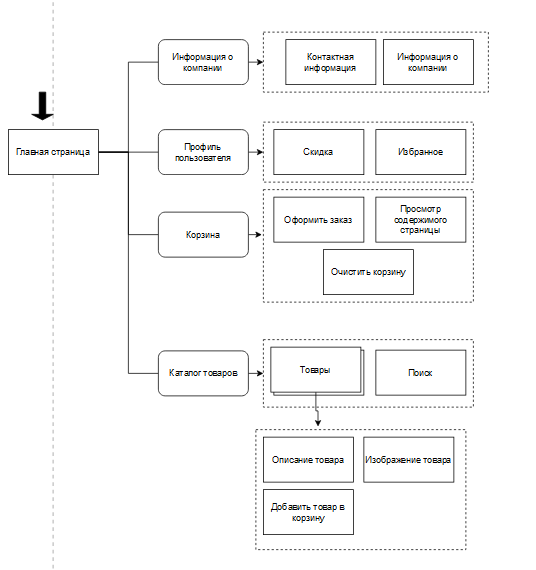 Информация о
компании
Контактная
информация
Информация о
компании
Главная страница
Профиль
пользователя
Скидка
Избранное
Корзина
Оформить заказ
Просмотр
содержимого
страницы
Очистить корзину
Каталог товаров
Товары
Поиск
Описание товара
Изображение товара
Добавить товар в
корзину